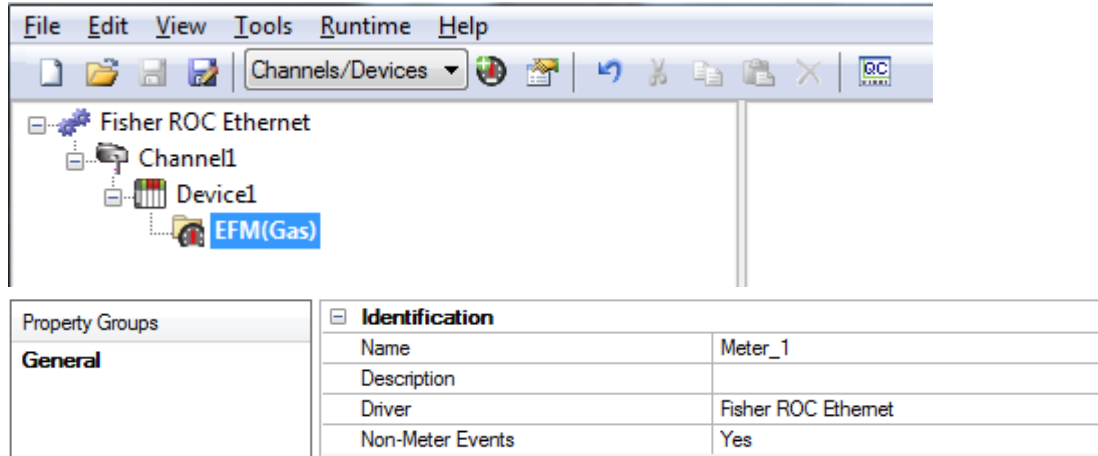 File Edit View Tools Runtime Help
Channels/Devices QC
Fisher ROC Ethernet
Channel1
Device1
EFM(Gas)
Property Groups
General
Identification
Name Meter_1
Description
Driver Fisher ROC Ethernet
Non-Meter Events Yes